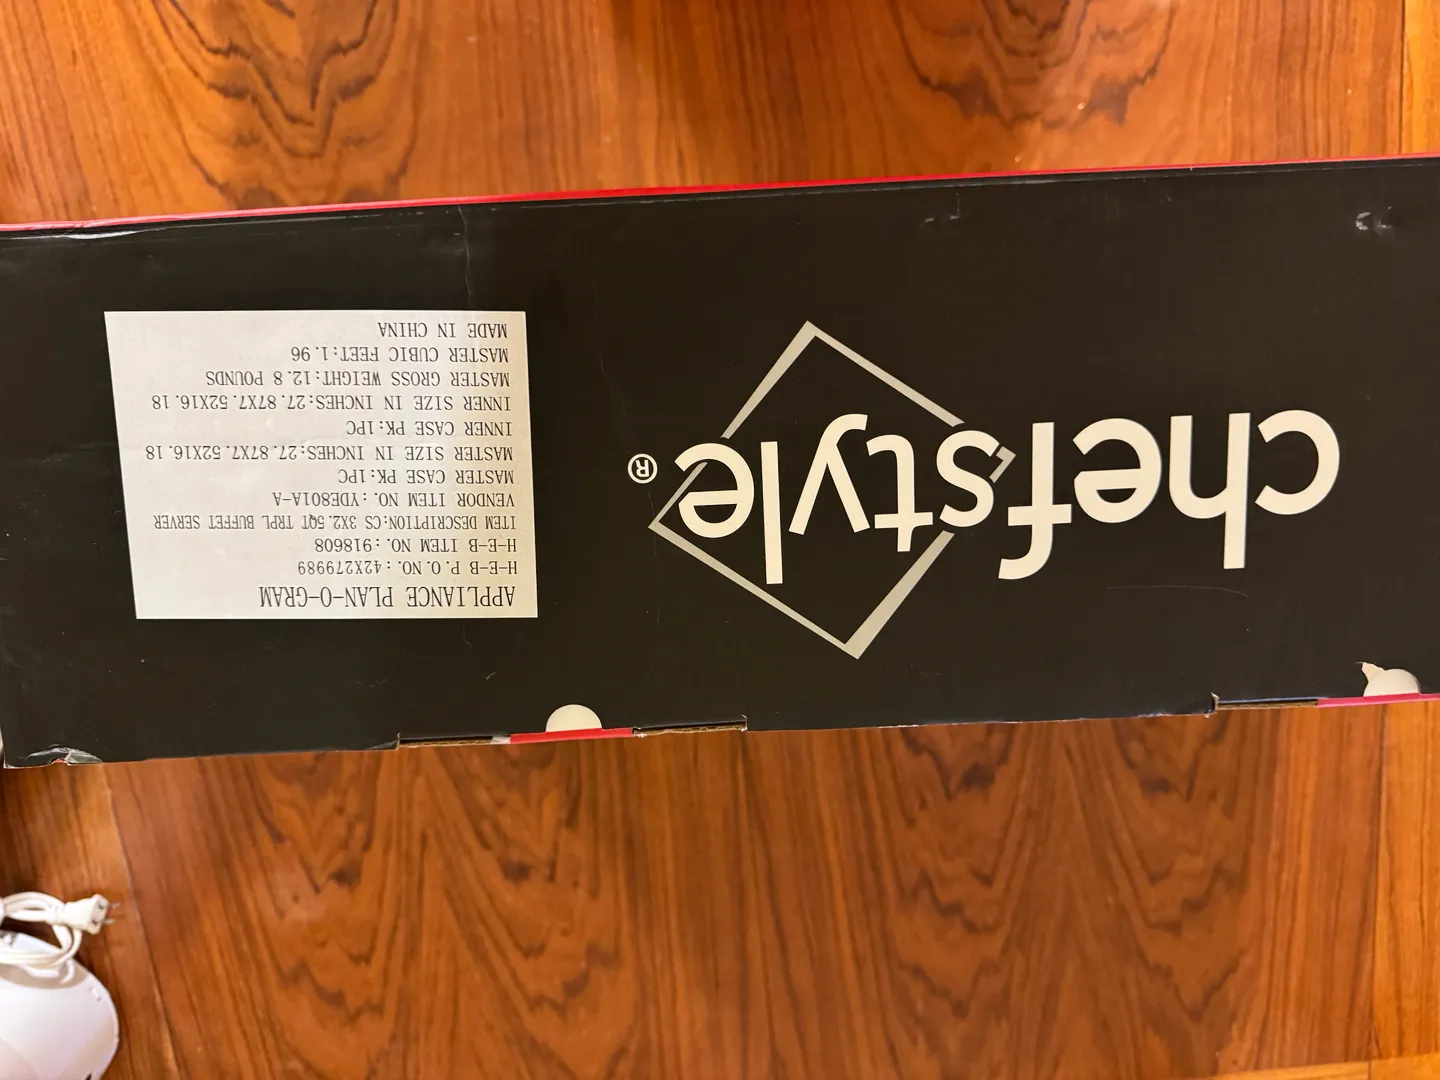 APPLIANCE PLAN-O-GRAM
H-E-B P.O.NO.:42X279989
H-E-B ITEM NO.:918608
ITEM DESCRIPTION:CS 3X2.5QT TRPL BUFFET SERVER
VENDOR ITEM NO.:YDE801A-A
MASTER CASE PK:1PC
MASTER SIZE IN INCHES:27.87X7.52X16.18
INNER CASE PK:1PC
INNER SIZE IN INCHES:27.87X7.52X16.18
MASTER GROSS WEIGHT:12.8 POUNDS
MASTER CUBIC FEET:1.96
MADE IN CHINA
chefstyle®